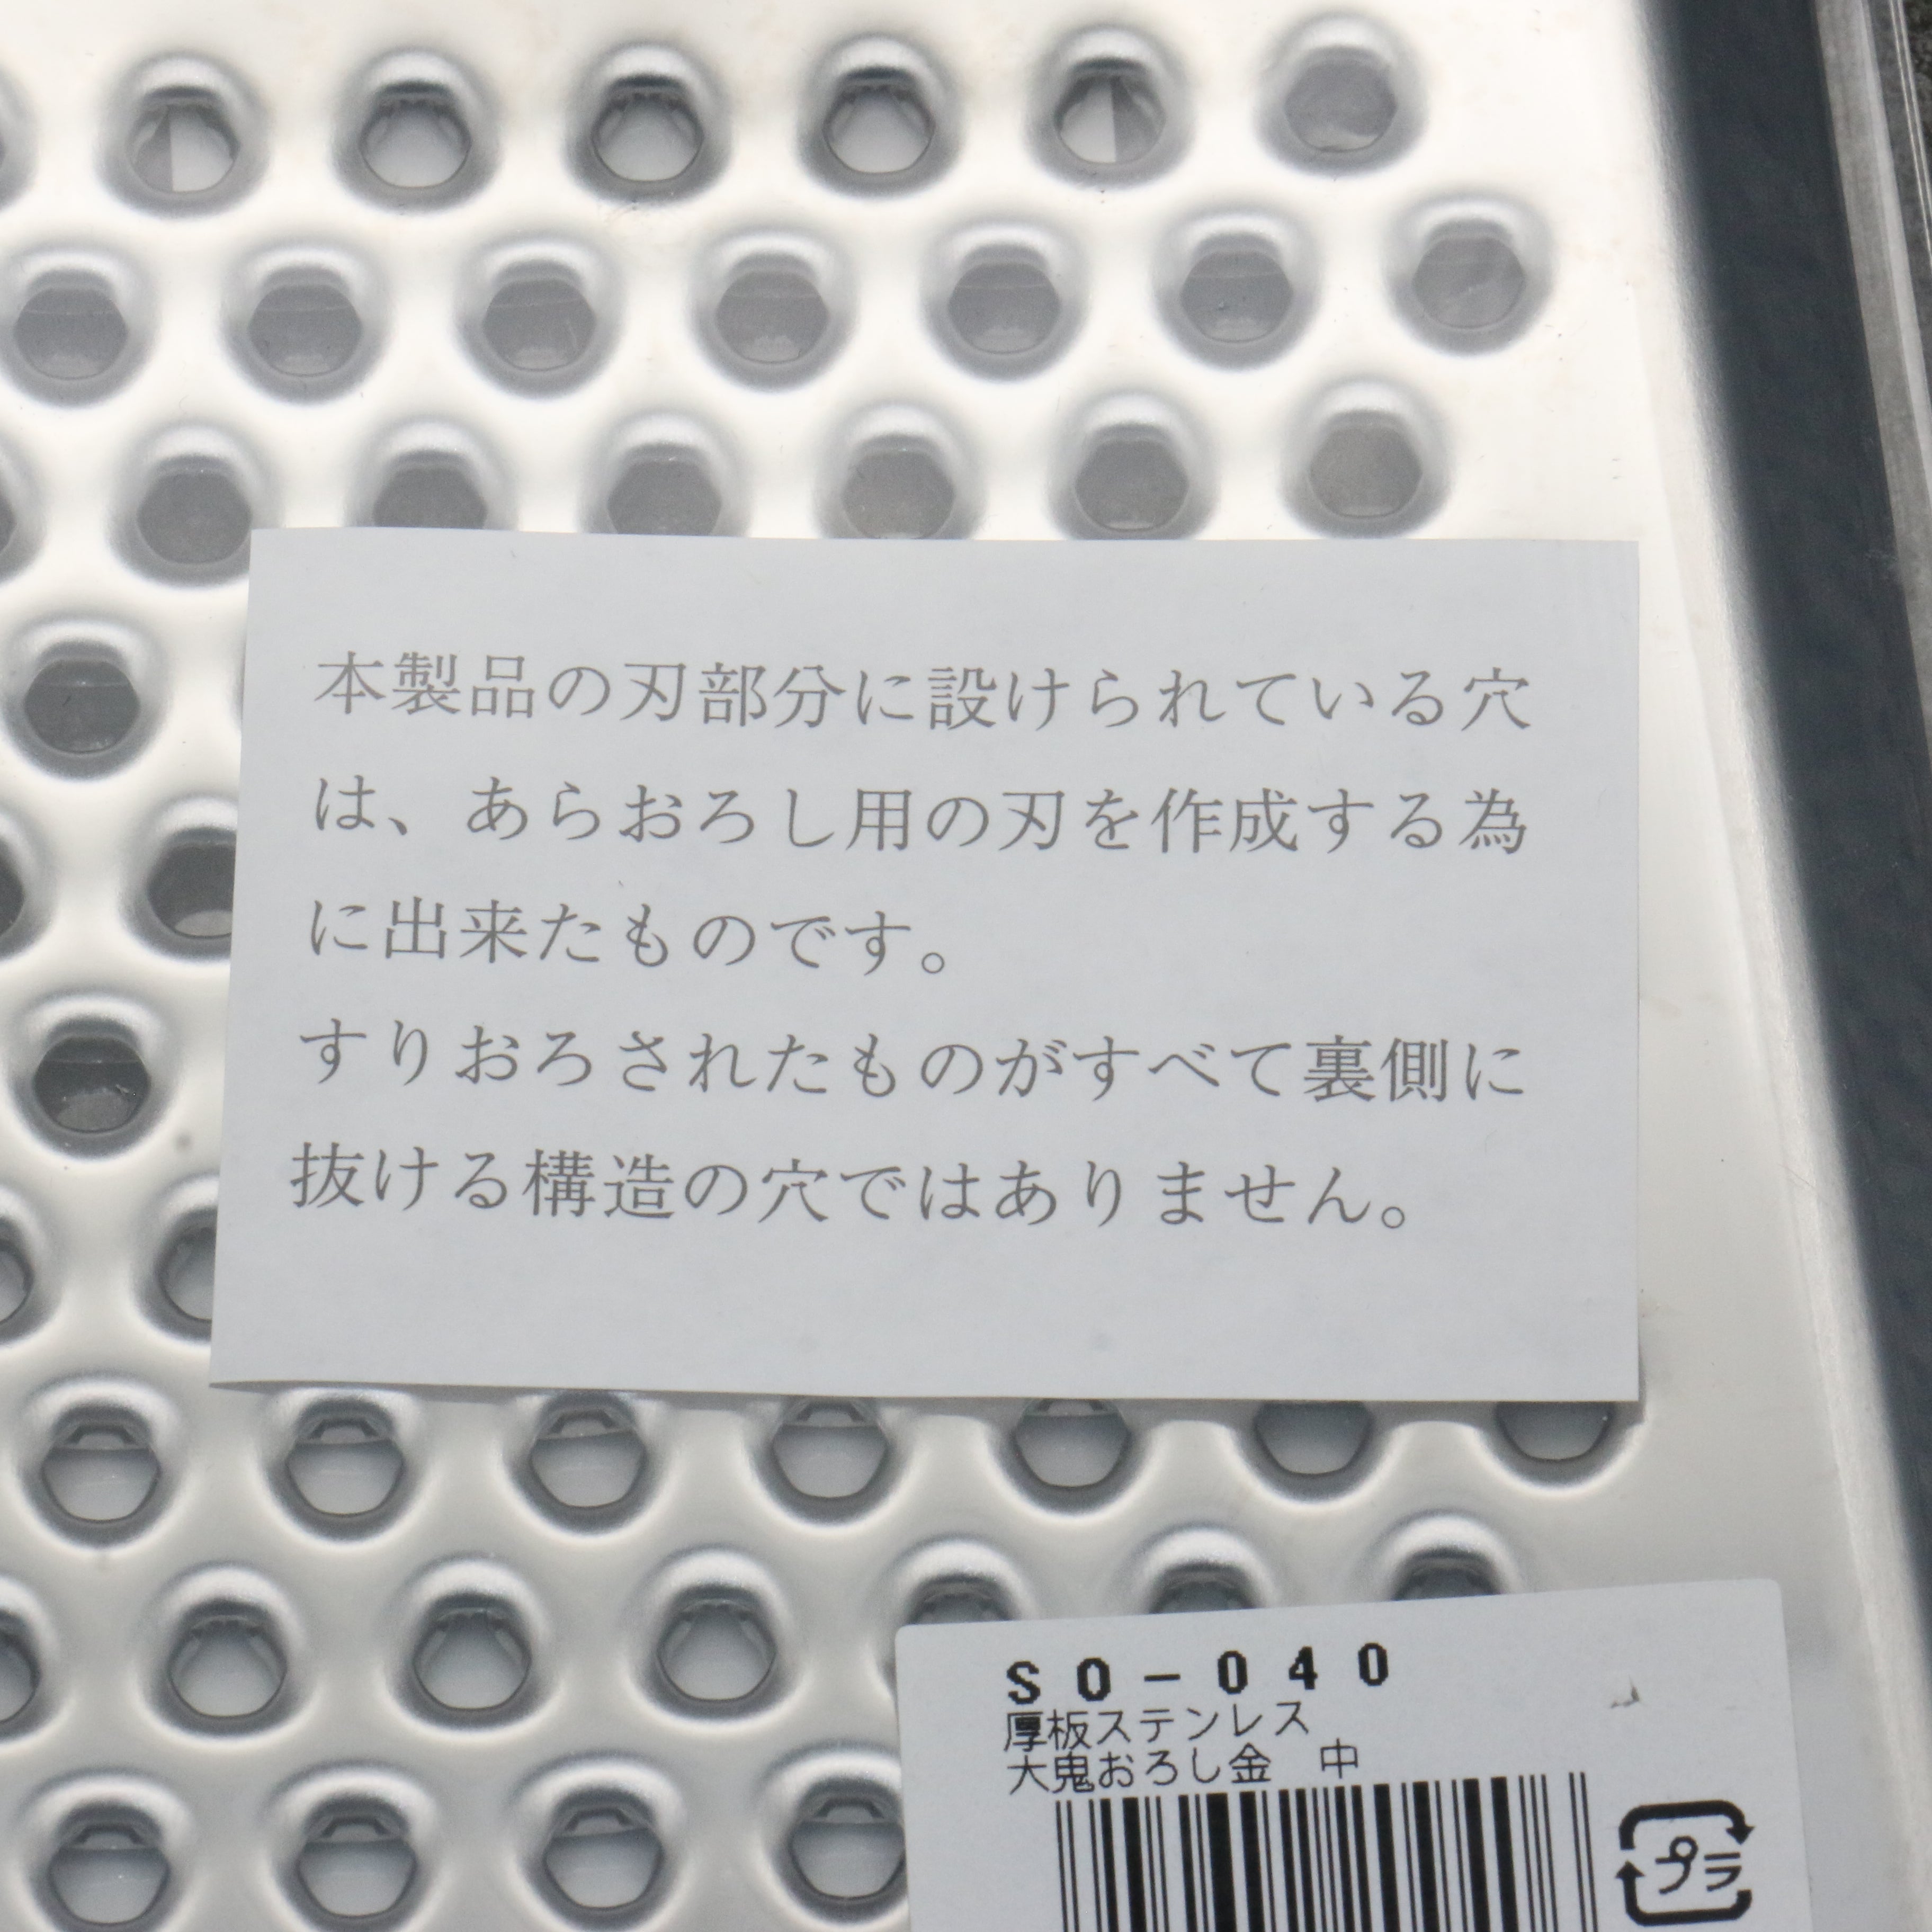 本製品の刃部分に設けられている穴
は、あらおろし用の刃を作成する為
に出来たものです。
すりおろされたものがすべて裏側に
抜ける構造の穴ではありません。
SO-040
厚板ステンレス
大鬼おろし金　中
プラ